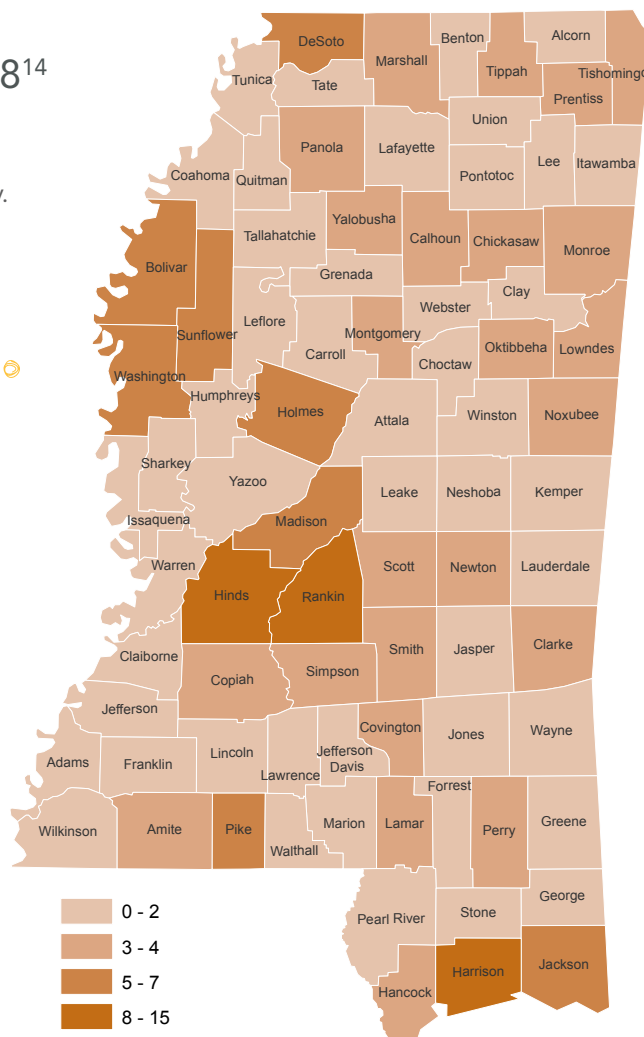 8¹⁴
y.
DeSoto
Benton
Alcorn
Marshall
Tippah
Tishoming
Tunica
Tate
Prentiss
Union
Panola
Lafayette
Lee
Itawamba
Coahoma
Quitman
Pontotoc
Yalobusha
Tallahatchie
Calhoun
Chickasaw
Monroe
Bolivar
Grenada
Clay
Webster
Leflore
Sunflower
Montgomery
Carroll
Oktibbeha
Lowndes
Choctaw
Washington
Humphreys
Holmes
Attala
Winston
Noxubee
Sharkey
Yazoo
Leake
Neshoba
Kemper
Issaquena
Madison
Warren
Scott
Newton
Lauderdale
Hinds
Rankin
Claiborne
Smith
Jasper
Clarke
Copiah
Simpson
Jefferson
Covington
Jones
Wayne
Adams
Franklin
Lincoln
Lawrence
Jefferson
Davis
Forrest
Wilkinson
Amite
Pike
Walthall
Marion
Lamar
Perry
Greene
George
Pearl River
Stone
Hancock
Harrison
Jackson
0 - 2
3 - 4
5 - 7
8 - 15